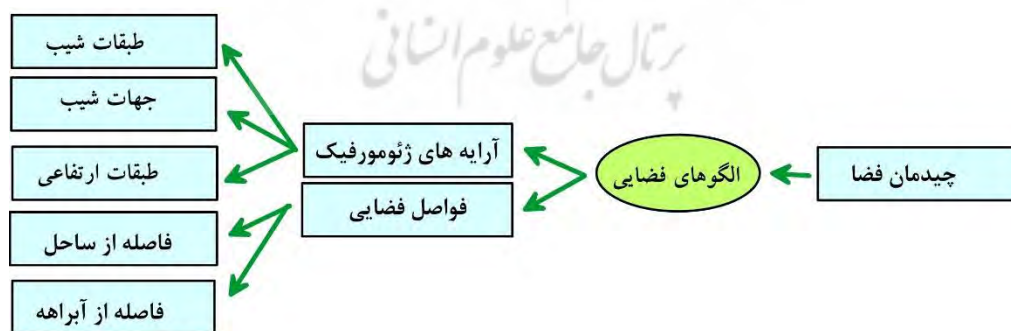 پرتال جامع علوم انسانی
چیدمان فضا
الگوهای فضایی
آرایه های ژئومورفیک
فواصل فضایی
طبقات شیب
جهات شیب
طبقات ارتفاعی
فاصله از ساحل
فاصله از آبراهه